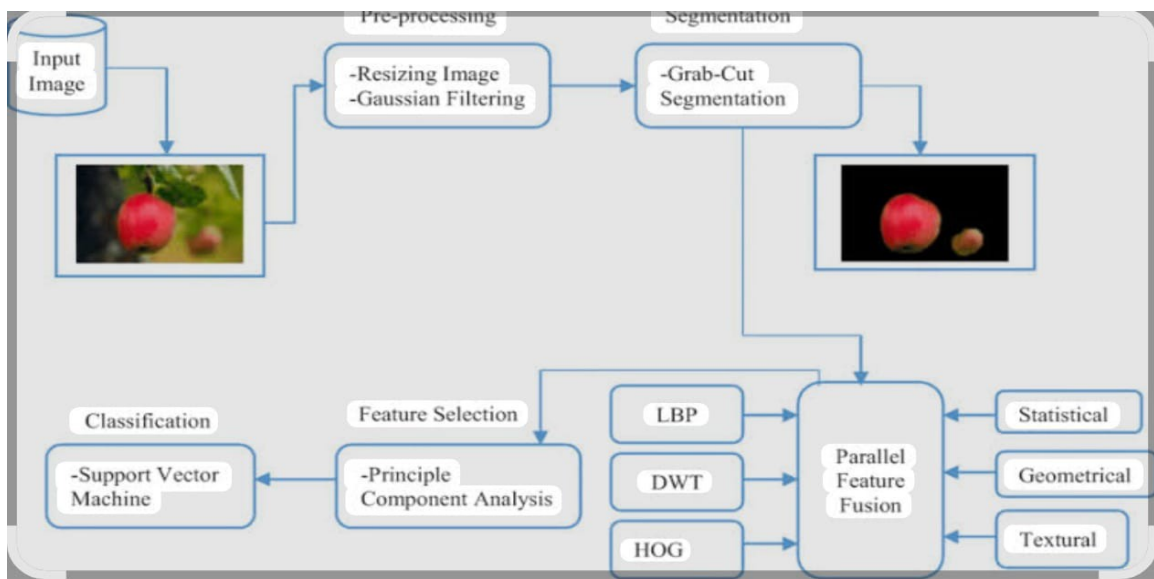 Pre-processing
Segmentation
Input
Image
-Resizing Image
-Gaussian Filtering
-Grab-Cut
Segmentation
Classification
-Support Vector
Machine
Feature Selection
-Principle
Component Analysis
LBP
DWT
HOG
Parallel
Feature
Fusion
Statistical
Geometrical
Textural